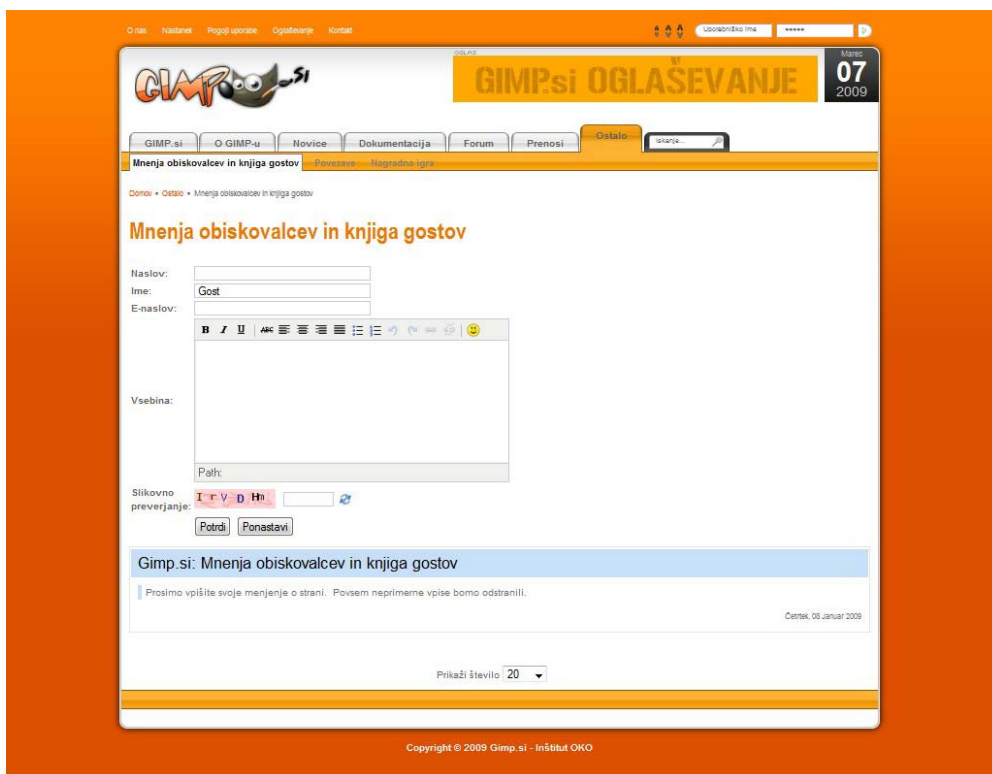 O nas Nastanek Pogoji uporabe Oglaševanje Kontakt
Uporabniško ime *****
OGLAS
GIMP.si OGLAŠEVANJE
Marec
07
2009
GIMP.SI
GIMP.si O GIMP-u Novice Dokumentacija Forum Prenosi Ostalo Iskanje...
Mnenja obiskovalcev in knjiga gostov Povezave Nagradna igra
Domov • Ostalo • Mnenja obiskovalcev in knjiga gostov
Mnenja obiskovalcev in knjiga gostov
Naslov:
Ime: Gost
E-naslov:
B I U ABC
Vsebina:
Path:
Slikovno
preverjanje:
Potrdi Ponastavi
Gimp.si: Mnenja obiskovalcev in knjiga gostov
Prosimo vpišite svoje menjenje o strani. Povsem neprimerne vpise bomo odstranili.
Četrtek, 08 Januar 2009
Prikaži število 20
Copyright © 2009 Gimp.si - Inštitut OKO